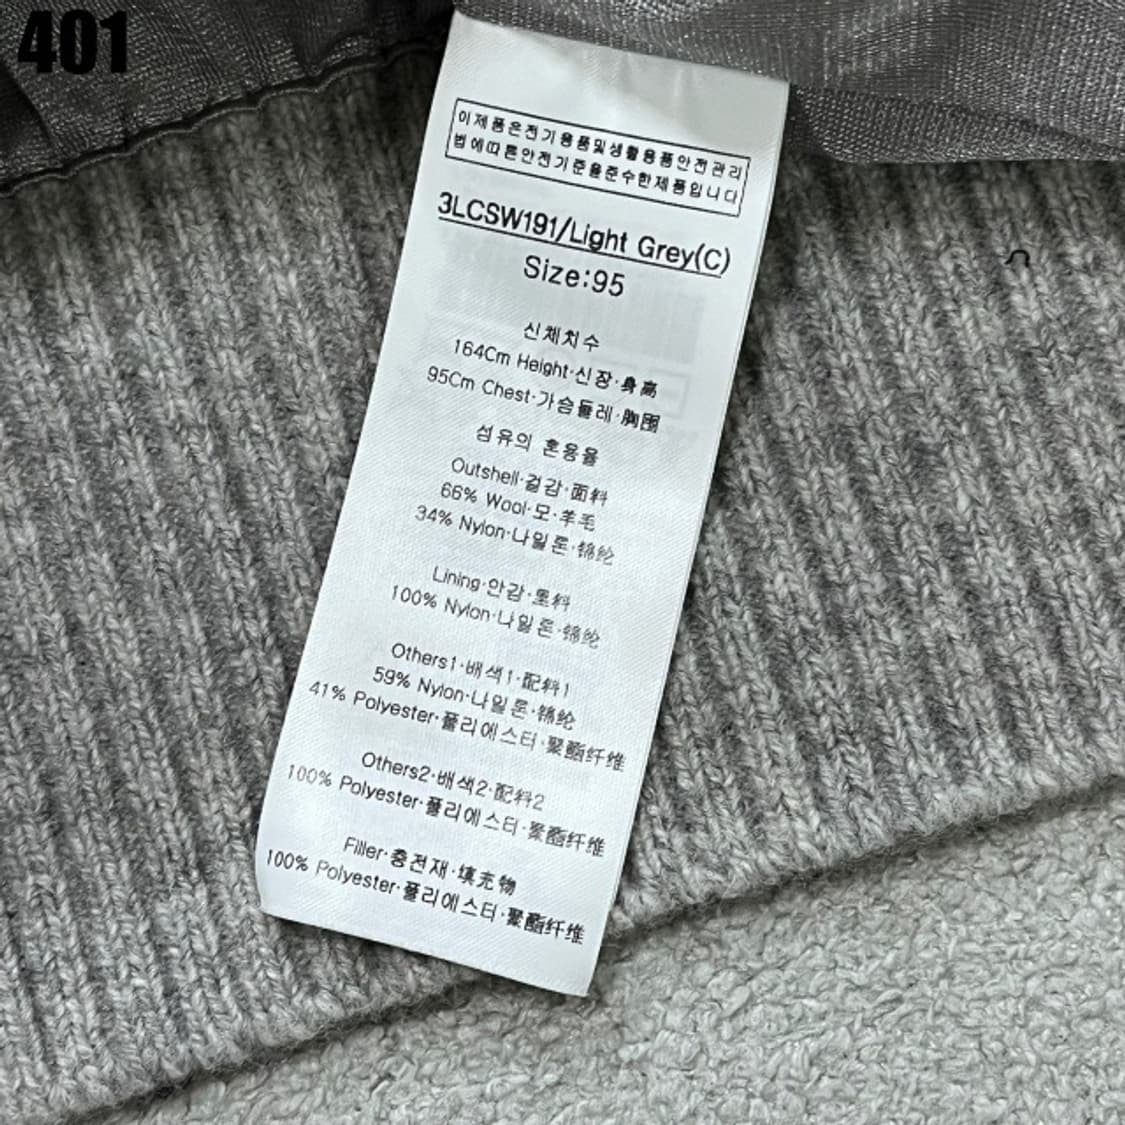 401
이제품은전기용품및생활용품안전관리
법에따른안전기준을준수한제품입니다
3LCSW191/Light Grey(C)
Size:95
신체치수
164Cm Height·신장·身高
95Cm Chest·가슴둘레·胸围
섬유의 혼용율
Outshell·겉감·面料
66% Wool·모·羊毛
34% Nylon·나일론·锦纶
Lining·안감·里料
100% Nylon·나일론·锦纶
Others1·배색1·配料1
59% Nylon·나일론·锦纶
41% Polyester·폴리에스터·聚酯纤维
Others2·배색2·配料2
100% Polyester·폴리에스터·聚酯纤维
Filler·충전재·填充物
100% Polyester·폴리에스터·聚酯纤维